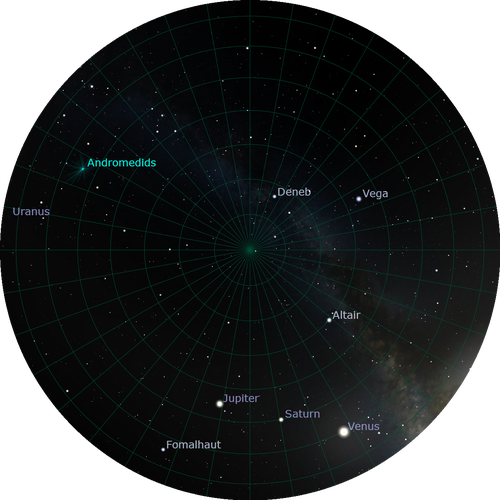 Andromedids
Deneb
Vega
Uranus
Altair
Jupiter
Saturn
Venus
Fomalhaut